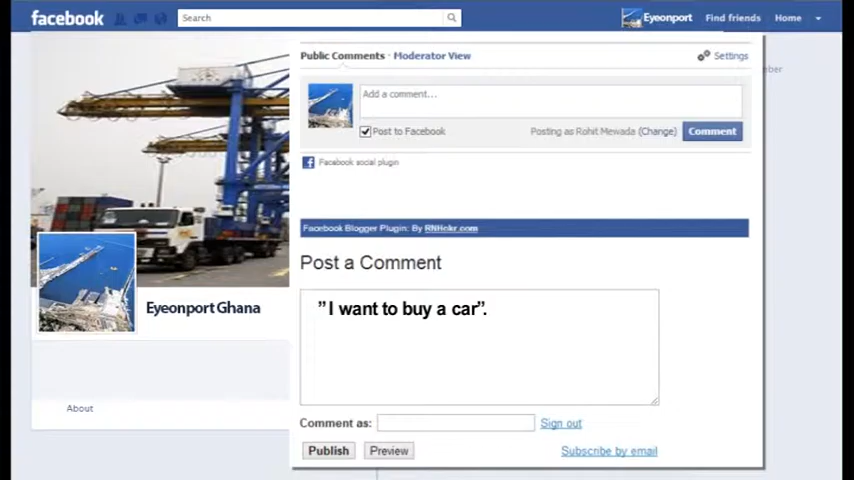 facebook
Search
Eyeonport
Find friends
Home
Public Comments · Moderator View
Settings
Add a comment...
Post to Facebook
Posting as Rohit Mewada (Change)
Comment
Facebook social plugin
Facebook Blogger Plugin: By RNHckr.com
Post a Comment
” I want to buy a car”.
Eyeonport Ghana
About
Comment as:
Sign out
Publish
Preview
Subscribe by email